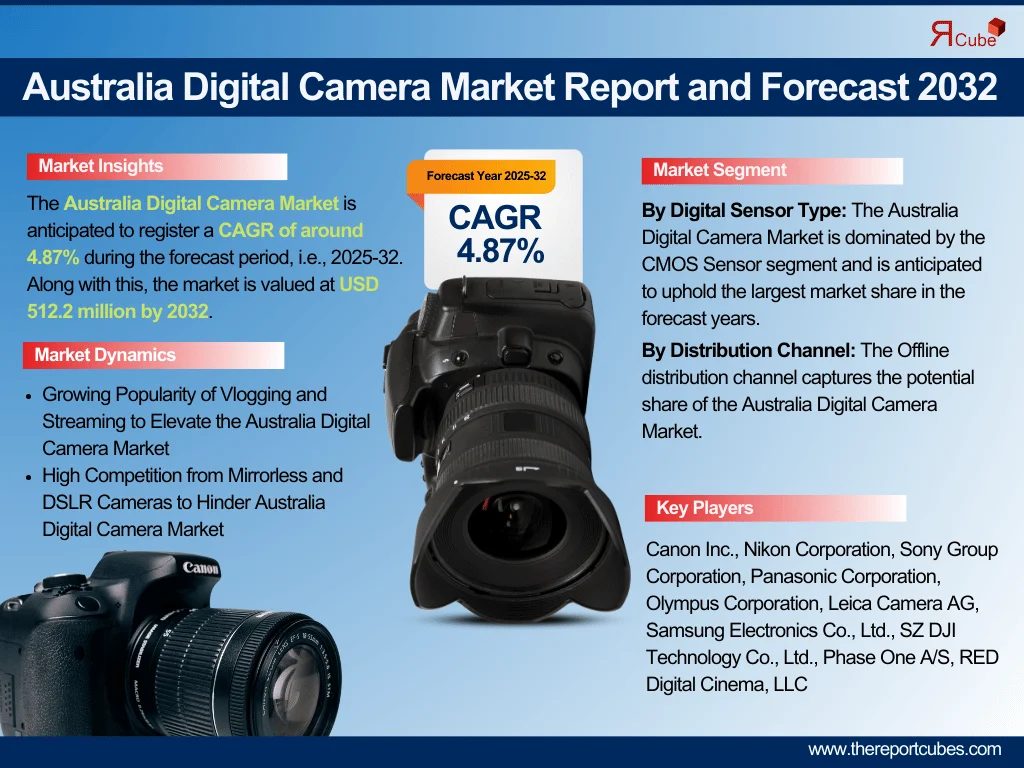 ЯCube
Australia Digital Camera Market Report and Forecast 2032
Market Insights
The Australia Digital Camera Market is
anticipated to register a CAGR of around
4.87% during the forecast period, i.e., 2025-32.
Along with this, the market is valued at USD
512.2 million by 2032.
Market Dynamics
• Growing Popularity of Vlogging and
Streaming to Elevate the Australia Digital
Camera Market
• High Competition from Mirrorless and
DSLR Cameras to Hinder Australia
Digital Camera Market
Forecast Year 2025-32
CAGR
4.87%
Market Segment
By Digital Sensor Type: The Australia
Digital Camera Market is dominated by the
CMOS Sensor segment and is anticipated
to uphold the largest market share in the
forecast years.
By Distribution Channel: The Offline
distribution channel captures the potential
share of the Australia Digital Camera
Market.
Key Players
Canon Inc., Nikon Corporation, Sony Group
Corporation, Panasonic Corporation,
Olympus Corporation, Leica Camera AG,
Samsung Electronics Co., Ltd., SZ DJI
Technology Co., Ltd., Phase One A/S, RED
Digital Cinema, LLC
Canon
www.thereportcubes.com